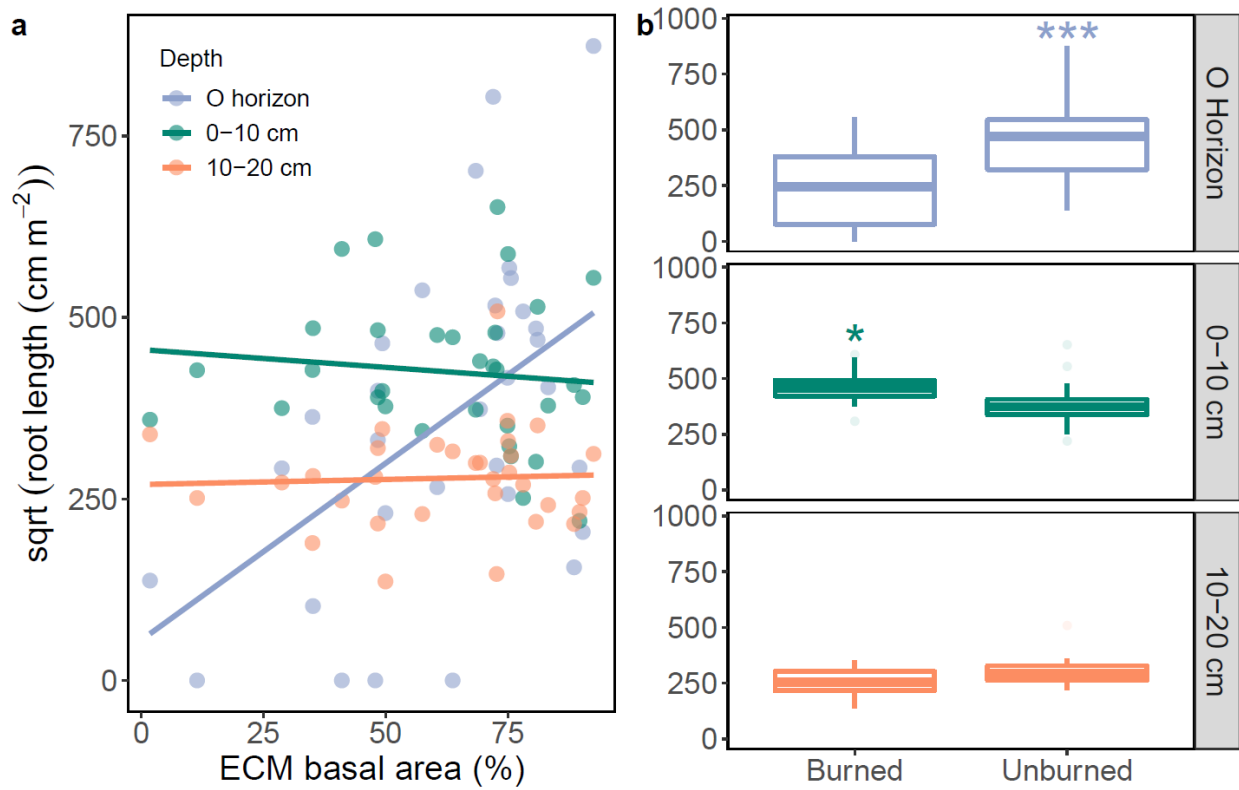 a
Depth
O horizon
0−10 cm
10−20 cm
sqrt (root length (cm m⁻²))
750
500
250
0
0
25
50
75
ECM basal area (%)
b
1000
750
500
250
0
***
O Horizon
1000
750
500
250
0
*
0−10 cm
1000
750
500
250
0
10−20 cm
Burned
Unburned